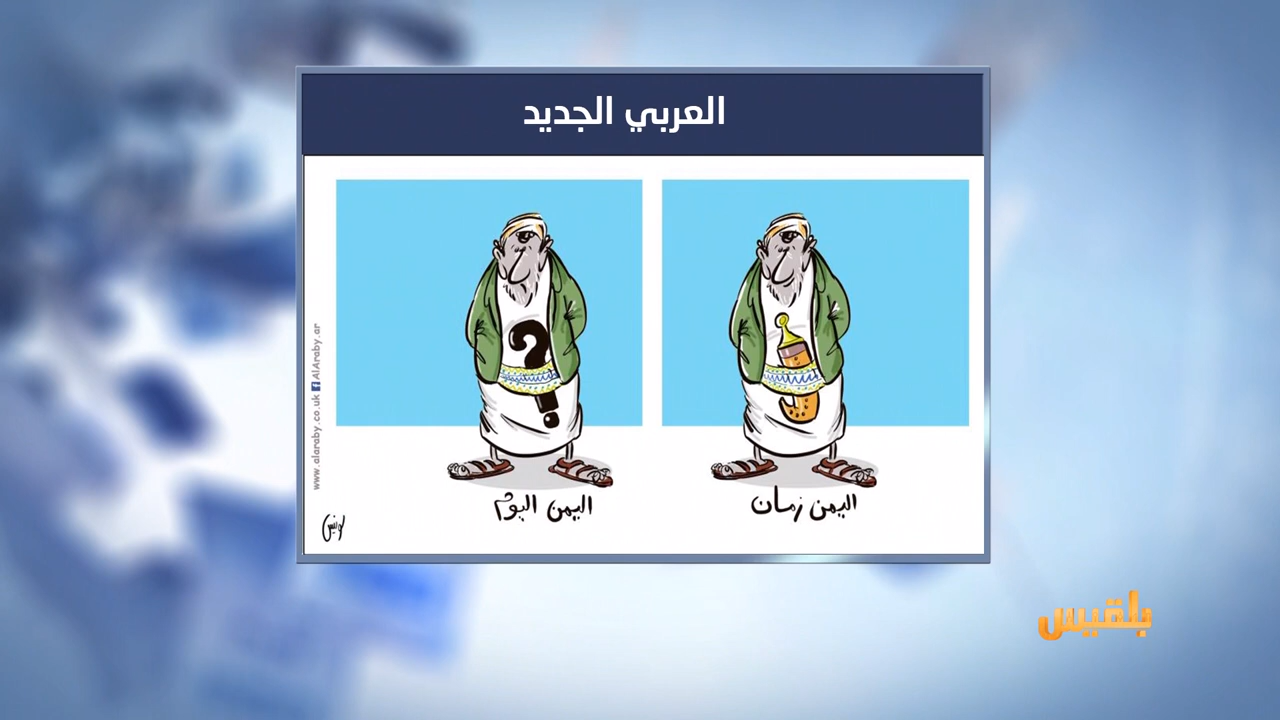 العربي الجديد
اليمن زمان
اليمن اليوم
www.alaraby.co.uk f AlAraby.ar
بلقيس